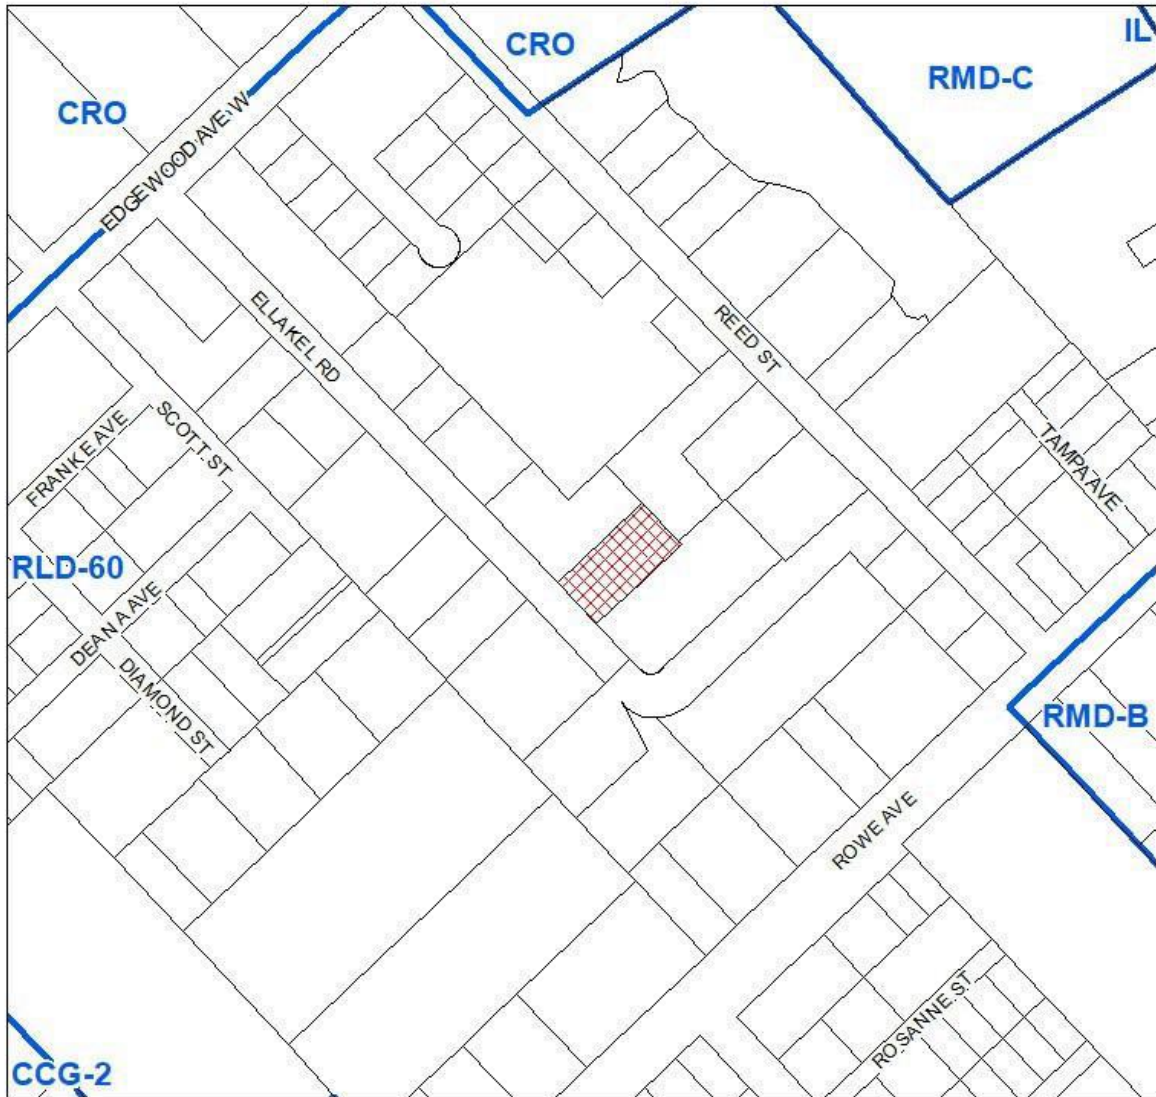 CRO
IL
RMD-C
CRO
EDGEWOOD AVE W
ELLAKEL RD
REED ST
FRANKE AVE
SCOTT ST
TAMPA AVE
RLD-60
DEAN A AVE
DIAMOND ST
RMD-B
ROWE AVE
ROSANNE ST
CCG-2